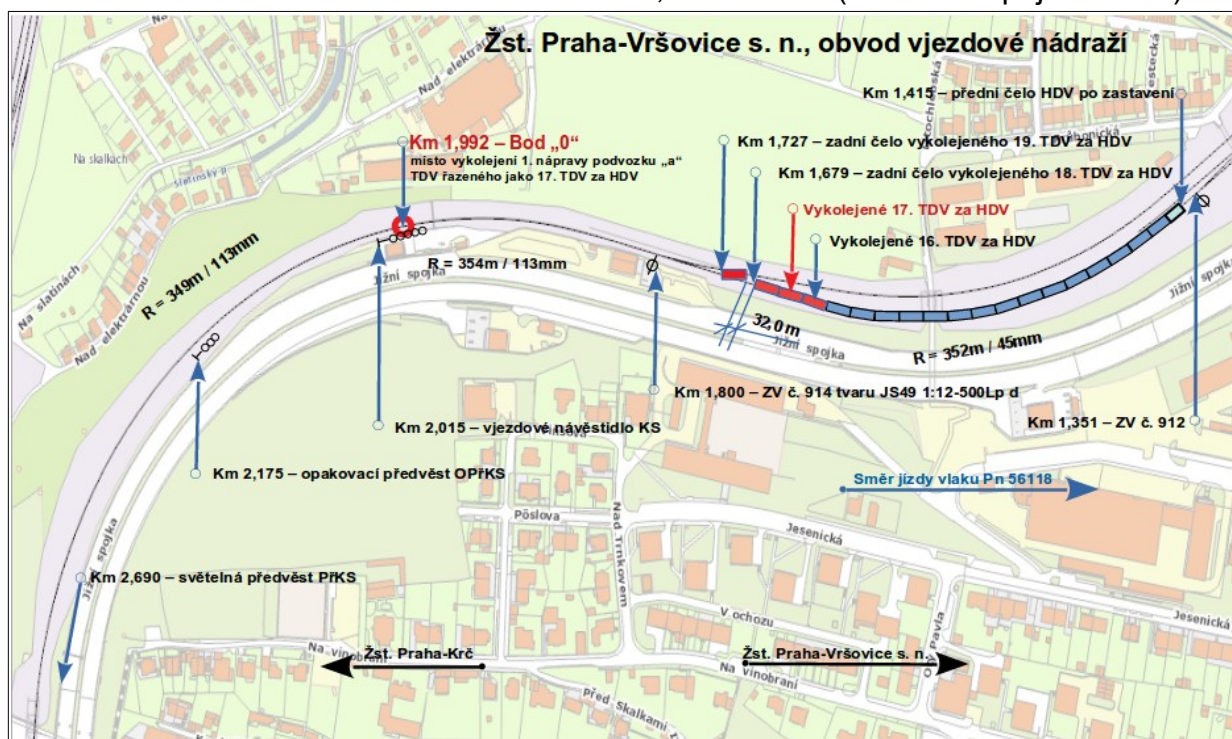 Žst. Praha-Vršovice s. n., obvod vjezdové nádraží
Km 1,415 – přední čelo HDV po zastavení
Km 1,992 – Bod „0“
místo vykolejení 1. nápravy podvozku „a“
TDV řazeného jako 17. TDV za HDV
Km 1,727 – zadní čelo vykolejeného 19. TDV za HDV
Km 1,679 – zadní čelo vykolejeného 18. TDV za HDV
Vykolejené 17. TDV za HDV
Vykolejené 16. TDV za HDV
Nad elektrárnou
Nad elektrárnou
Na skalkách
Slatinský p.
Na slatinách
Nad elektrárnou
R = 349m / 113mm
R = 354m / 113mm
Jižní spojka
32,0 m
Jižní spojka
R = 352m / 45mm
Jižní spojka
Km 1,800 – ZV č. 914 tvaru JS49 1:12-500Lp d
Km 2,015 – vjezdové návěstidlo KS
Km 1,351 – ZV č. 912
Km 2,175 – opakovací předvěst OPřKS
Směr jízdy vlaku Pn 56118
Pöslova
Nad Trnkovem
Jesenická
Jižní spojka
Km 2,690 – světelná předvěst PřKS
Jesenická
V ochozu
Na vinobraní
Žst. Praha-Krč
Žst. Praha-Vršovice s. n.
Na vinobraní
Před Skalkami